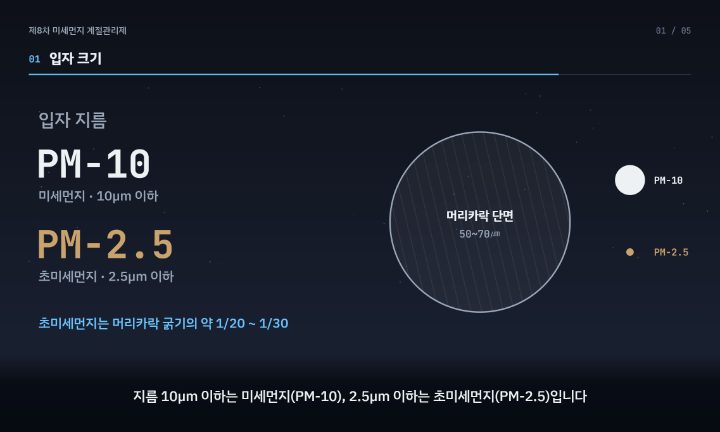 제8차 미세먼지 계절관리제
01 / 05
01 입자 크기
입자 지름
PM-10
미세먼지 · 10μm 이하
PM-2.5
초미세먼지 · 2.5μm 이하
초미세먼지는 머리카락 굵기의 약 1/20 ~ 1/30
머리카락 단면
50~70㎛
PM-10
PM-2.5
지름 10μm 이하는 미세먼지(PM-10), 2.5μm 이하는 초미세먼지(PM-2.5)입니다